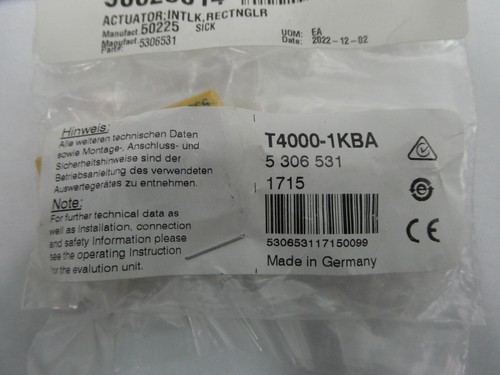 ACTUATOR;INTLK,RECTNGLR
Manufact. 50225 SICK
Manufact. 5306531
Part#:
UOM: EA
Date: 2022-12-02
Hinweis:
Alle weiteren technischen Daten
sowie Montage-, Anschluss- und
Sicherheitshinweise sind der
Betriebsanleitung des verwendeten
Auswertegerätes zu entnehmen.
Note:
For further technical data as
well as installation, connection
and safety information please
see the operating instruction
for the evalution unit.
T4000-1KBA
5 306 531
1715
530653117150099
Made in Germany
CE